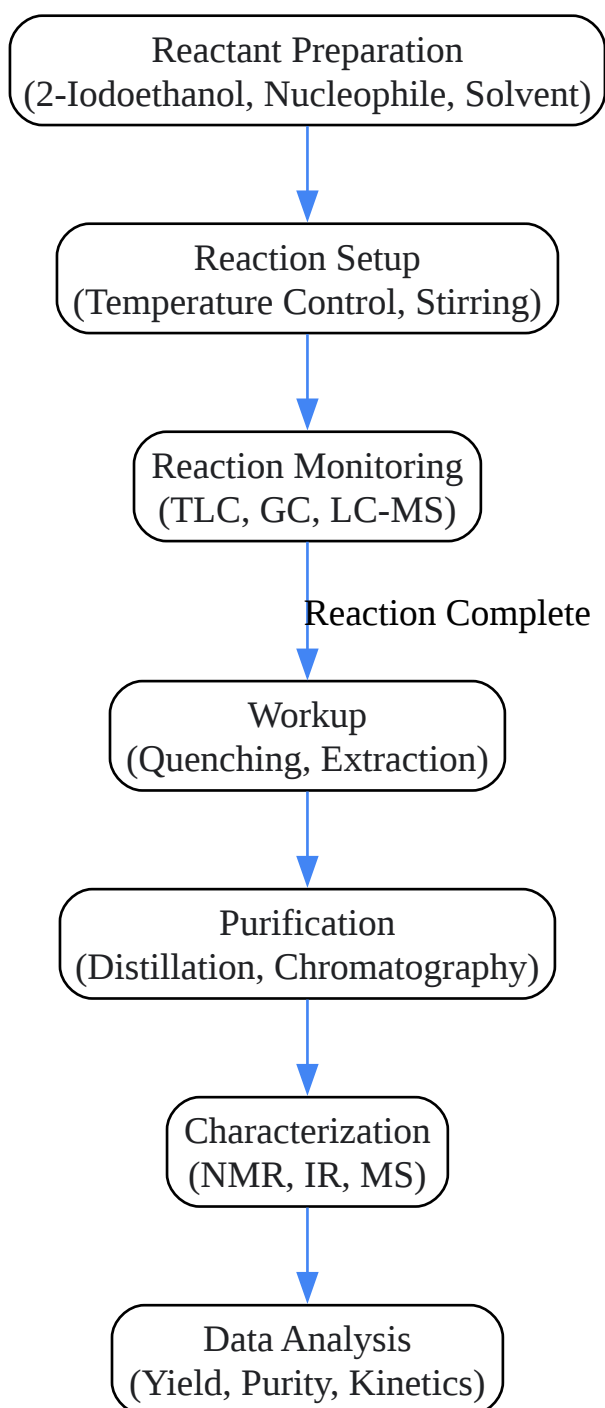 Reactant Preparation
(2-Iodoethanol, Nucleophile, Solvent)
Reaction Setup
(Temperature Control, Stirring)
Reaction Monitoring
(TLC, GC, LC-MS)
Reaction Complete
Workup
(Quenching, Extraction)
Purification
(Distillation, Chromatography)
Characterization
(NMR, IR, MS)
Data Analysis
(Yield, Purity, Kinetics)